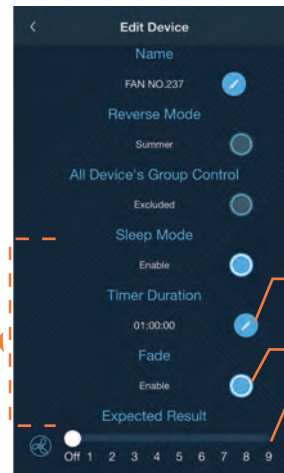 Edit Device
Name
FAN NO.237
Reverse Mode
Summer
All Device's Group Control
Excluded
Sleep Mode
Enable
Timer Duration
01:00:00
Fade
Enable
Expected Result
Off 1 2 3 4 5 6 7 8 9